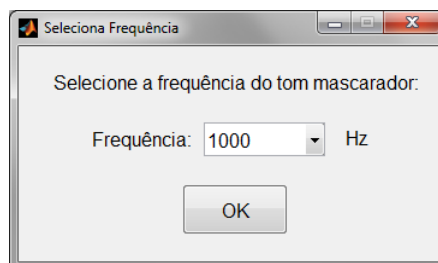 Seleciona Frequência
Selecione a frequência do tom mascarador:
Frequência: 1000 Hz
OK